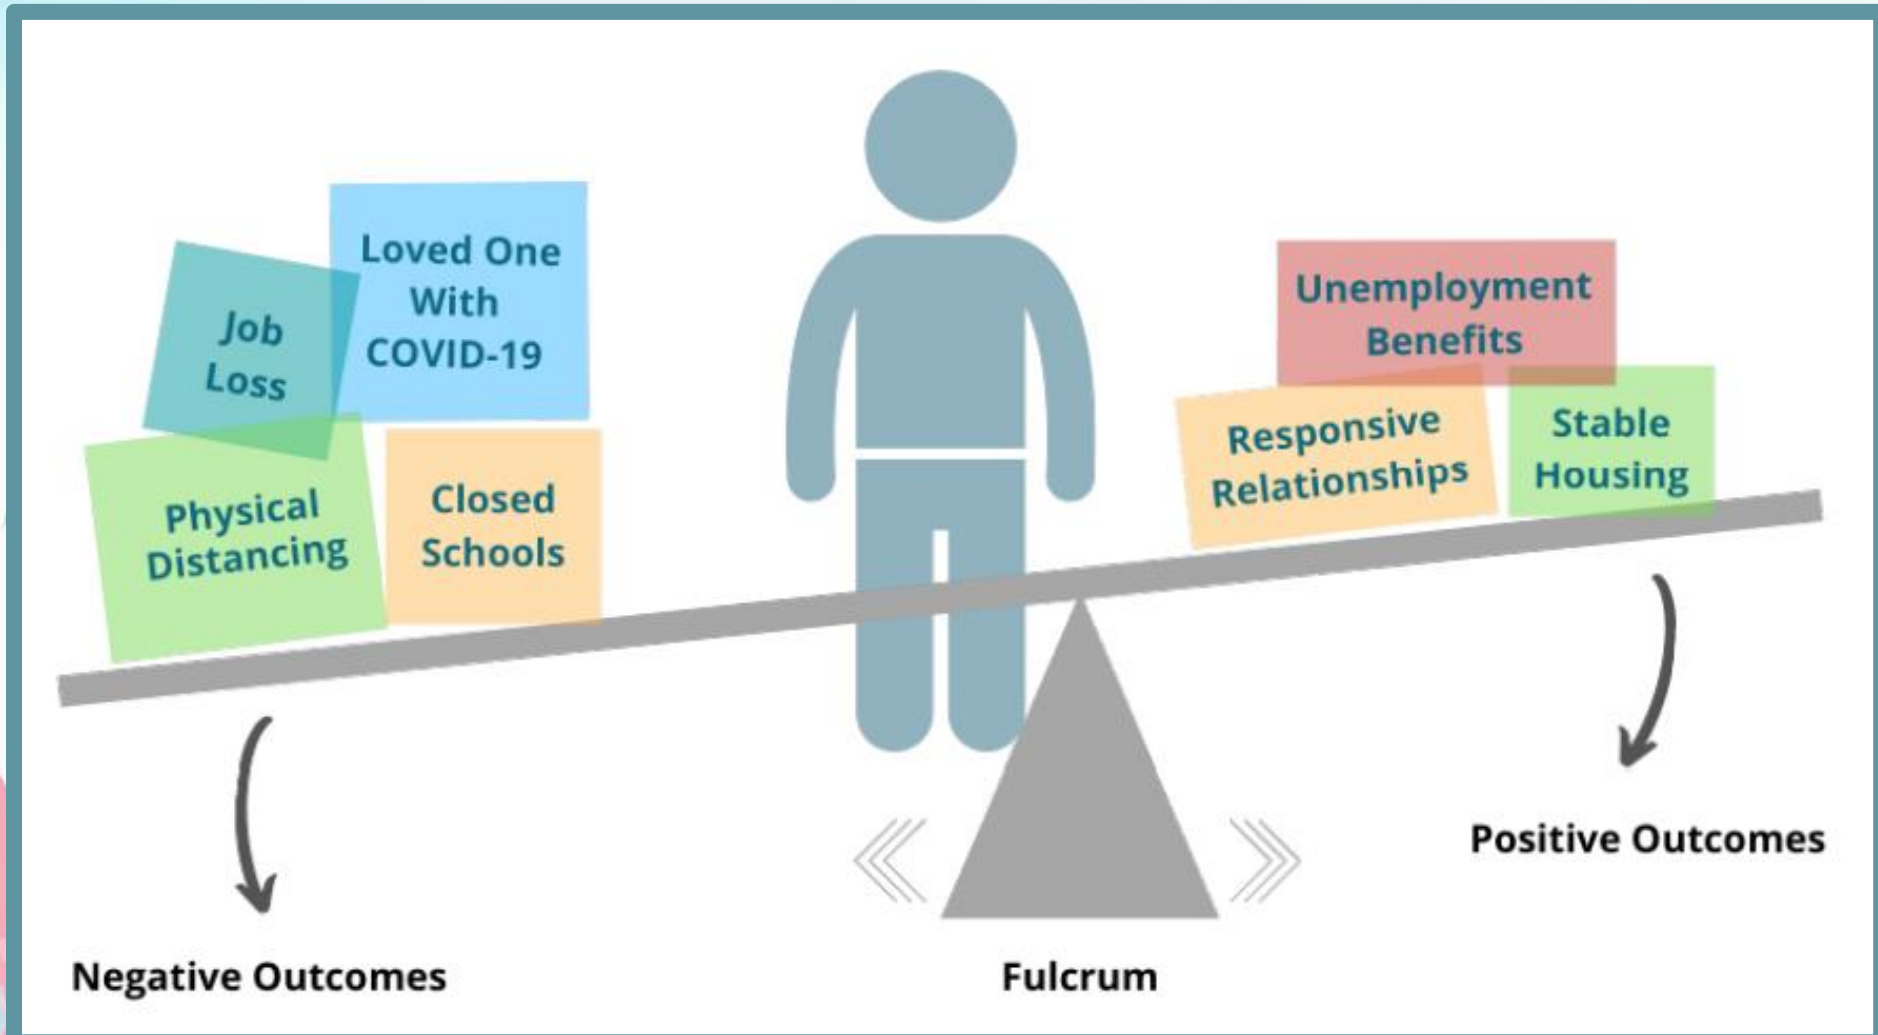 Loved One
With
COVID-19
Job
Loss
Physical
Distancing
Closed
Schools
Unemployment
Benefits
Responsive
Relationships
Stable
Housing
Negative Outcomes
Fulcrum
Positive Outcomes